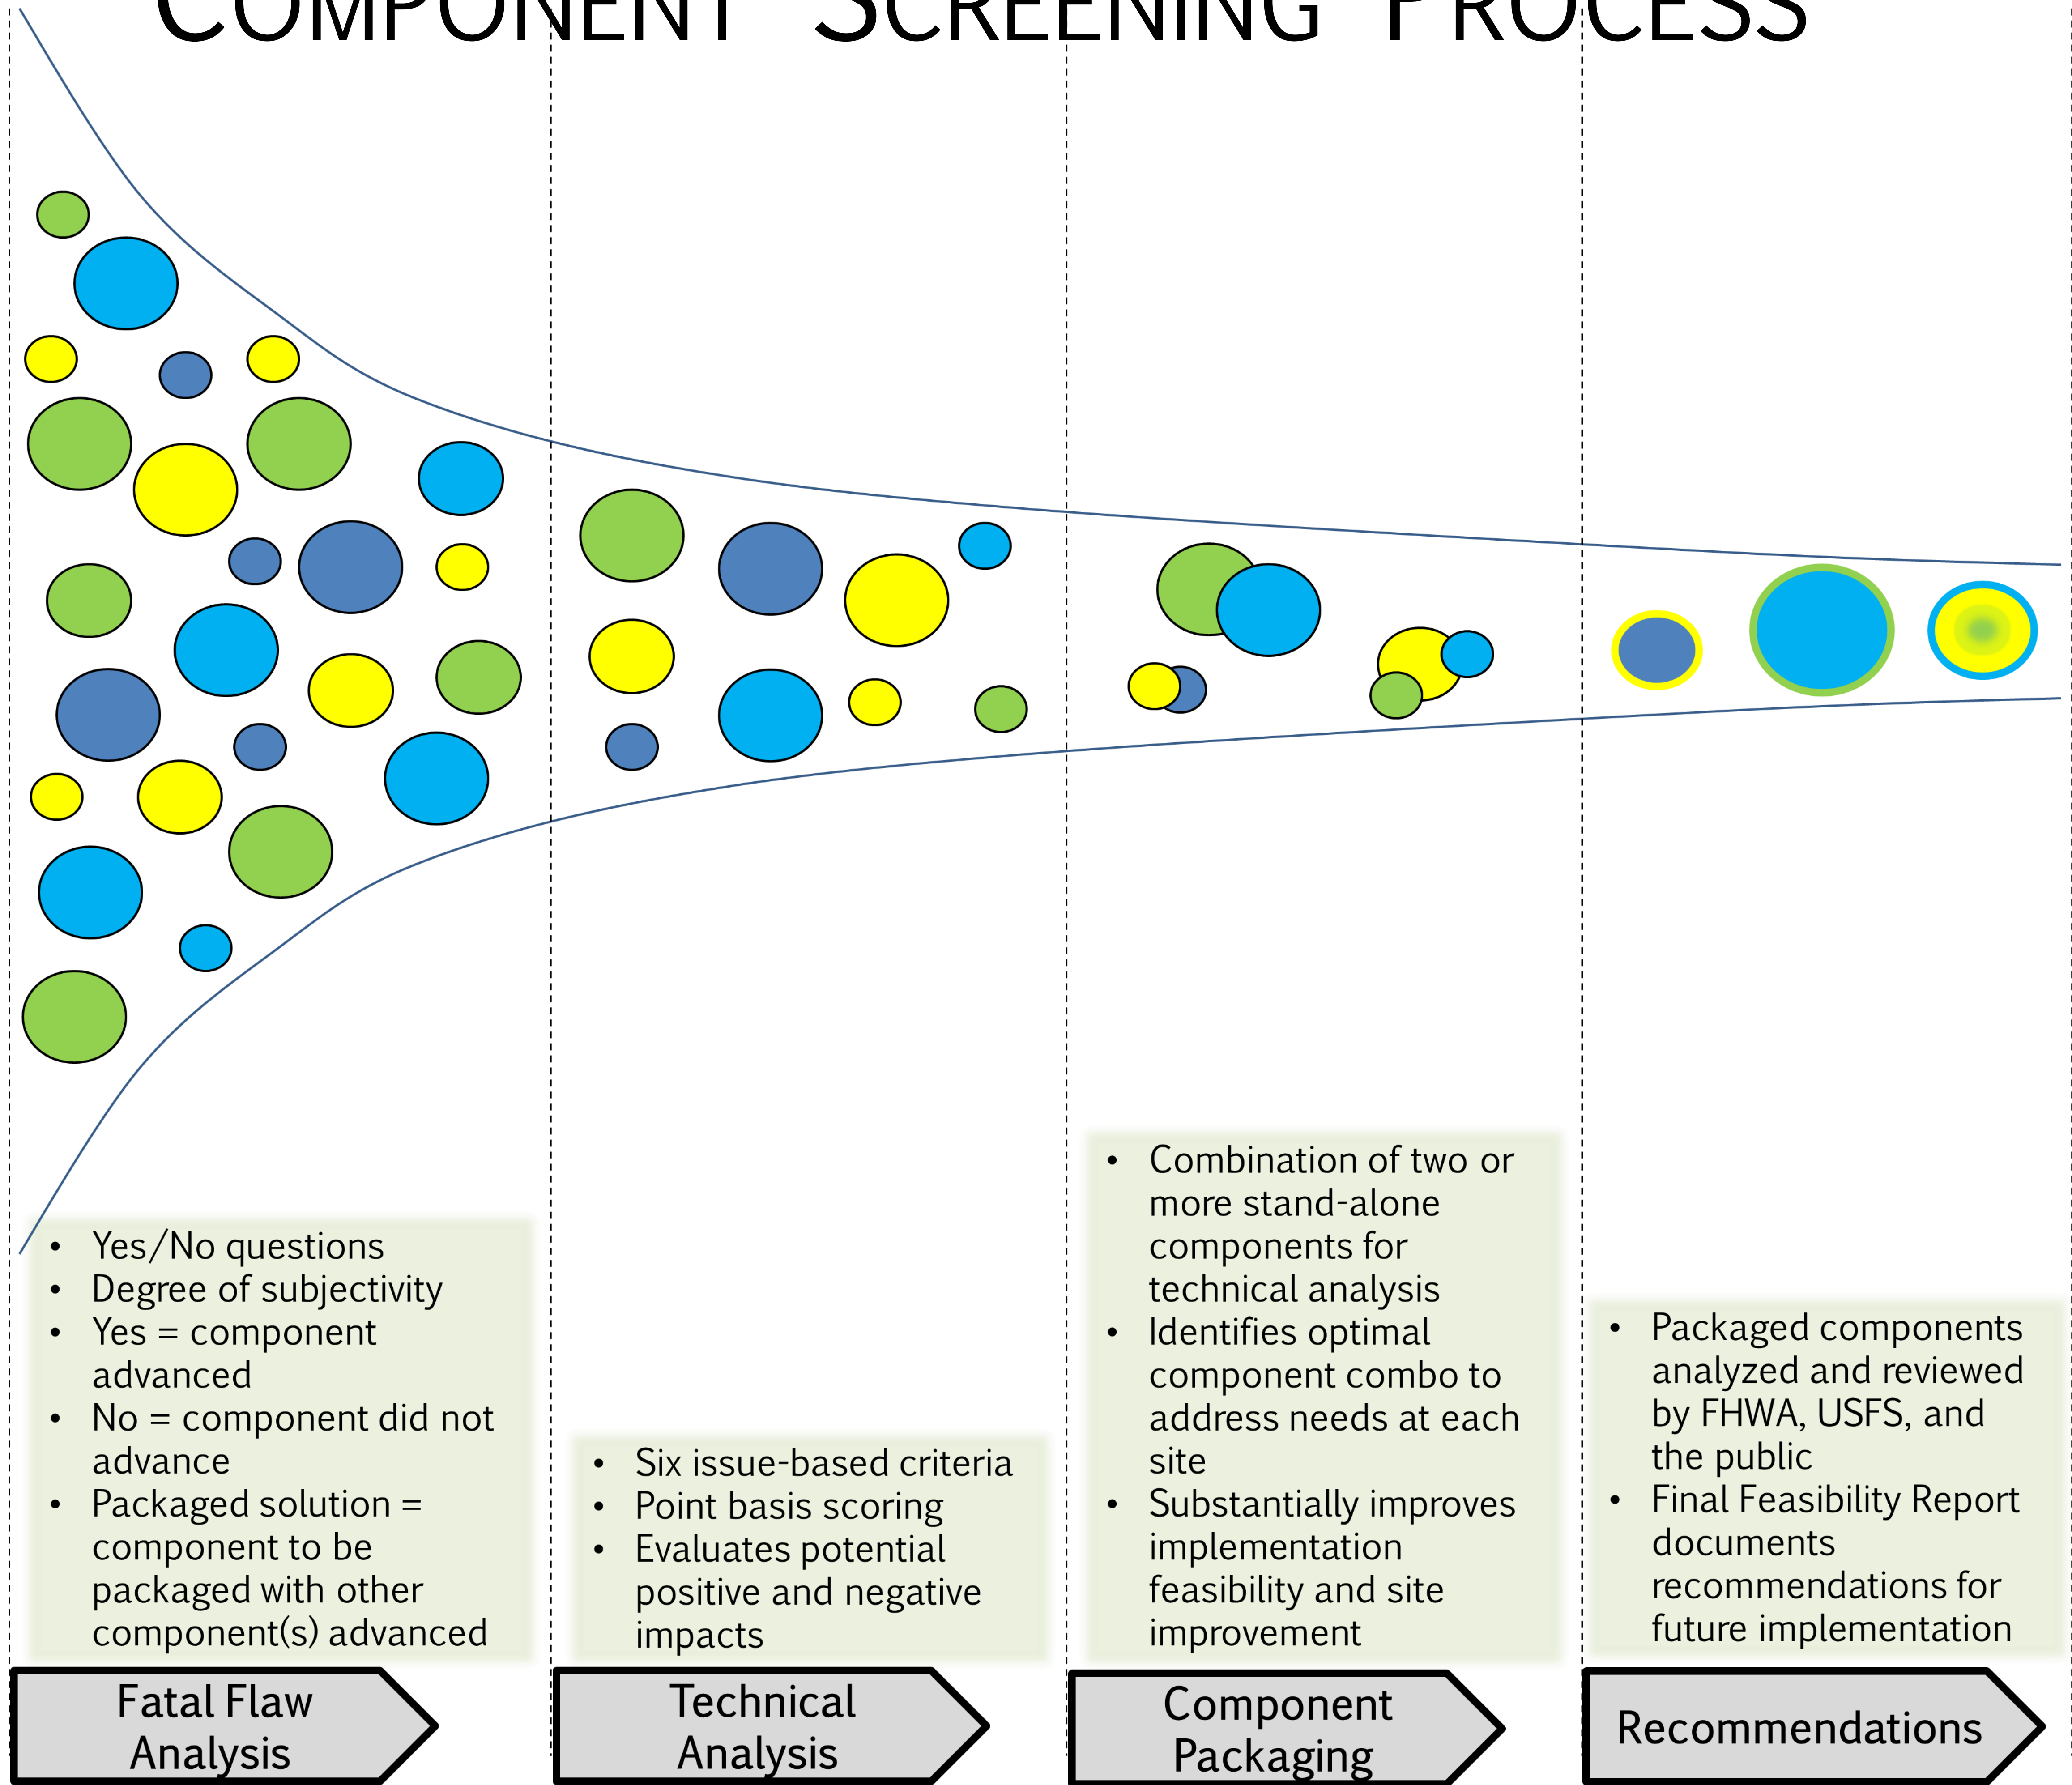 COMPONENT SCREENING PROCESS
• Yes/No questions
• Degree of subjectivity
• Yes = component
advanced
• No = component did not
advance
• Packaged solution =
component to be
packaged with other
component(s) advanced
Fatal Flaw
Analysis
• Six issue-based criteria
• Point basis scoring
• Evaluates potential
positive and negative
impacts
Technical
Analysis
• Combination of two or
more stand-alone
components for
technical analysis
• Identifies optimal
component combo to
address needs at each
site
• Substantially improves
implementation
feasibility and site
improvement
Component
Packaging
• Packaged components
analyzed and reviewed
by FHWA, USFS, and
the public
• Final Feasibility Report
documents
recommendations for
future implementation
Recommendations